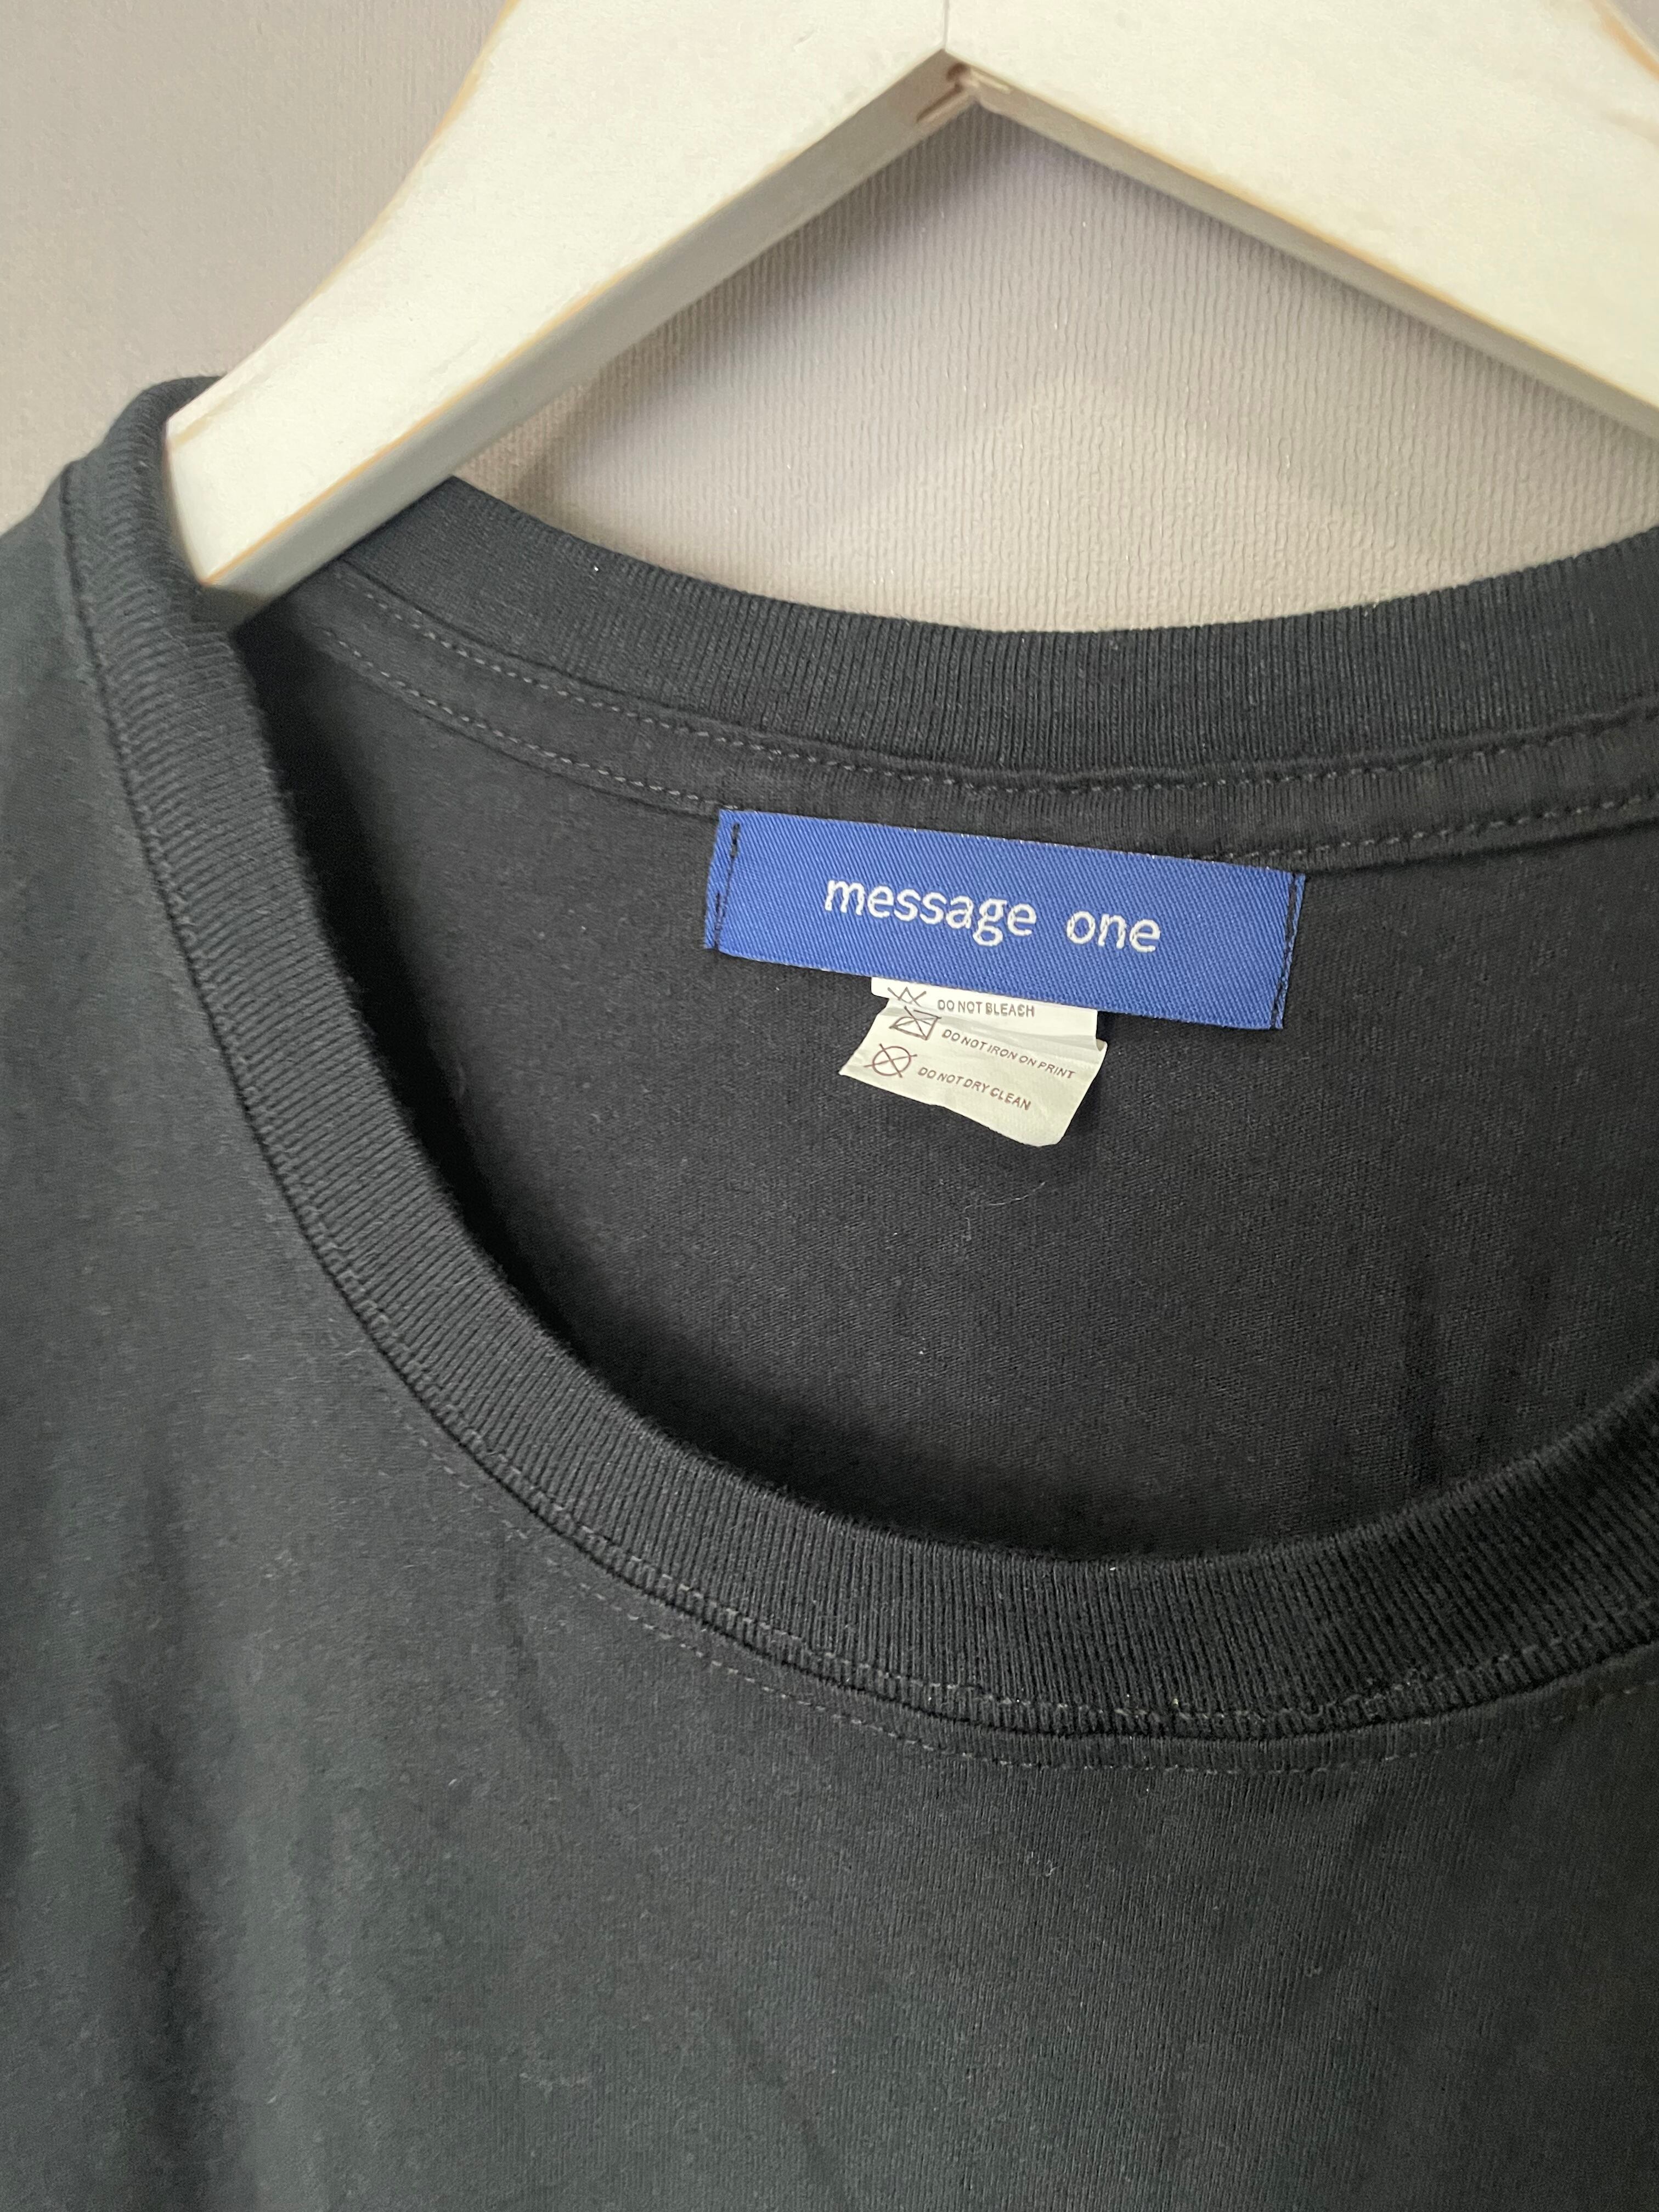 message one
DO NOT BLEACH
DO NOT IRON ON PRINT
DO NOT DRY CLEAN